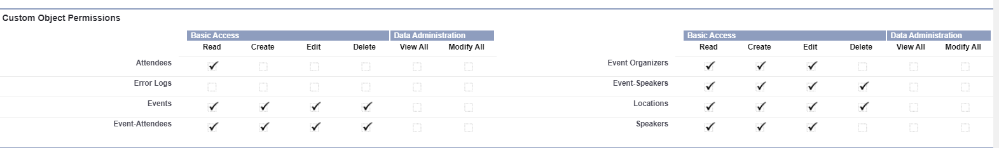 Custom Object Permissions
Basic Access Data Administration Basic Access Data Administration
Read Create Edit Delete View All Modify All Read Create Edit Delete View All Modify All
Attendees Event Organizers
Error Logs Event-Speakers
Events Locations
Event-Attendees Speakers